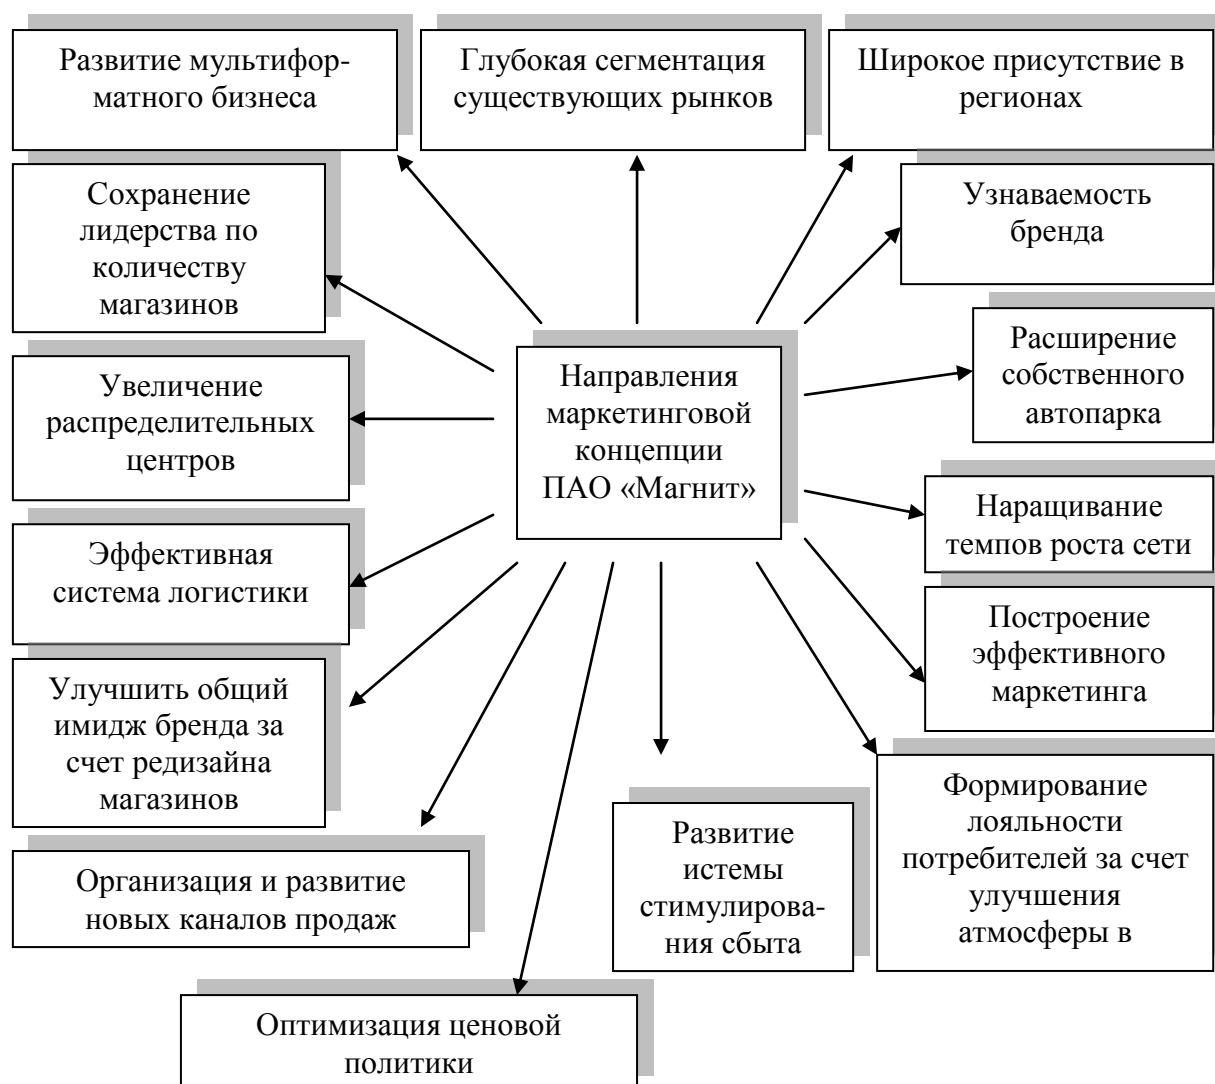 Развитие мультифор-
матного бизнеса
Глубокая сегментация
существующих рынков
Широкое присутствие в
регионах
Сохранение
лидерства по
количеству
магазинов
Узнаваемость
бренда
Расширение
собственного
автопарка
Увеличение
распределительных
центров
Направления
маркетинговой
концепции
ПАО «Магнит»
Наращивание
темпов роста сети
Эффективная
система логистики
Построение
эффективного
маркетинга
Улучшить общий
имидж бренда за
счет редизайна
магазинов
Формирование
лояльности
потребителей за счет
улучшения
атмосферы в
Развитие
истемы
стимулирова-
ния сбыта
Организация и развитие
новых каналов продаж
Оптимизация ценовой
политики